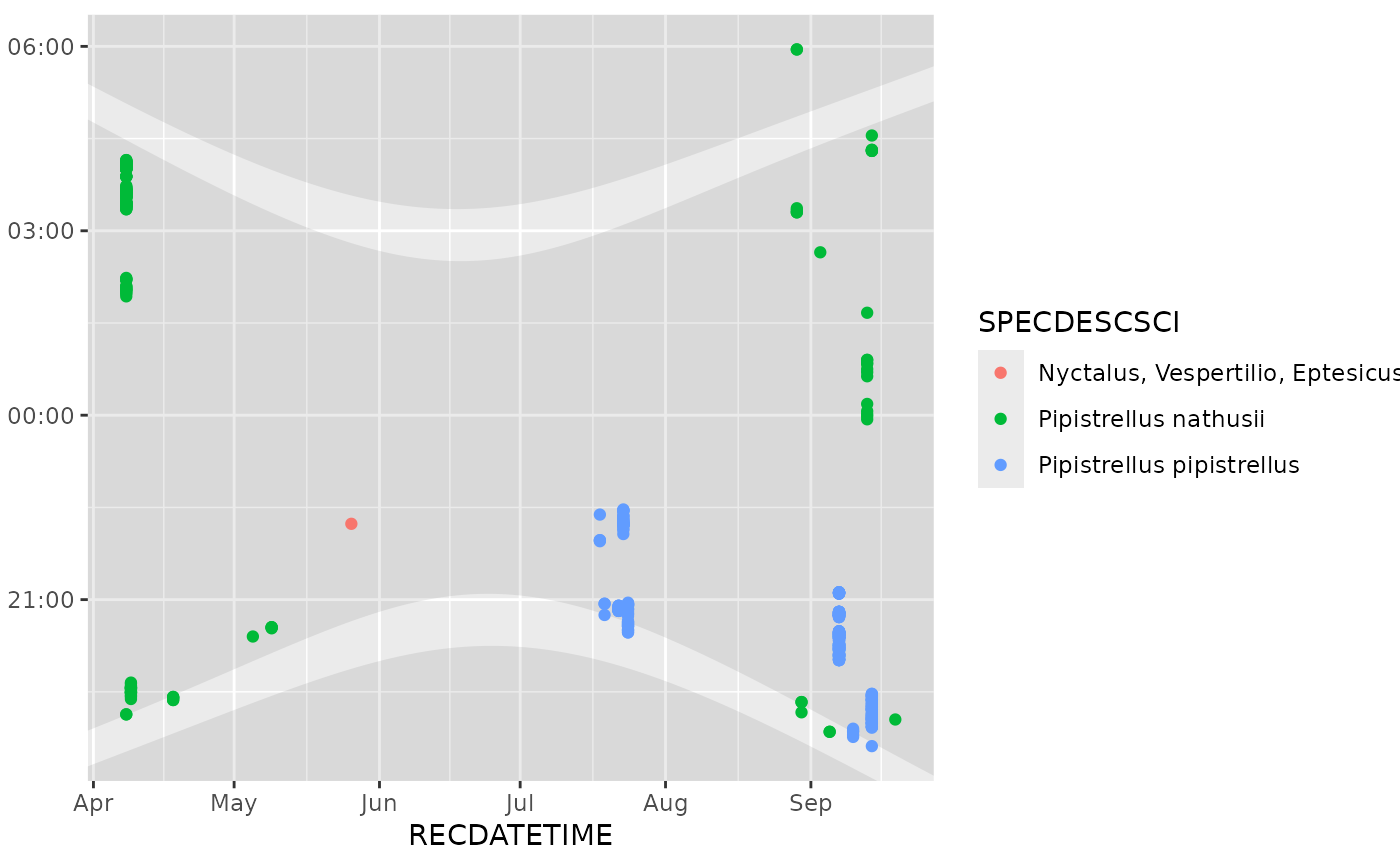 06:00
03:00
00:00
21:00
Apr May Jun Jul Aug Sep
RECDATETIME
SPECDESCSCI
Nyctalus, Vespertilio, Eptesicus
Pipistrellus nathusii
Pipistrellus pipistrellus